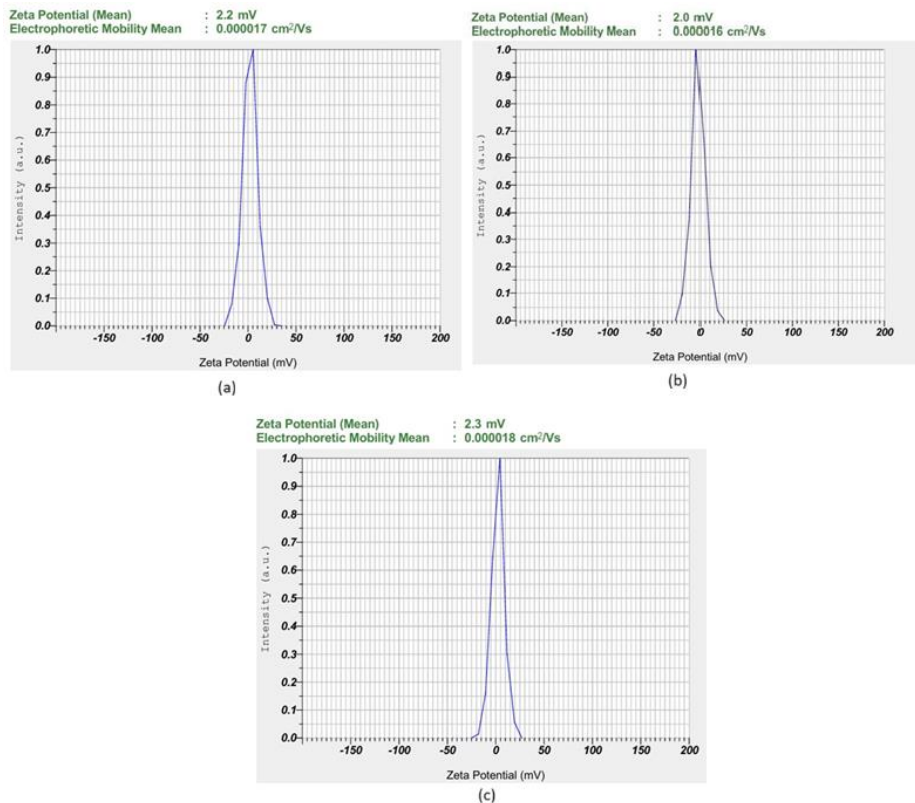 Zeta Potential (Mean) : 2.2 mV
Electrophoretic Mobility Mean : 0.000017 cm²/Vs
1.0
0.9
0.8
0.7
0.6
0.5
0.4
0.3
0.2
0.1
0.0
Intensity (a.u.)
-150 -100 -50 0 50 100 150 200
Zeta Potential (mV)
(a)
Zeta Potential (Mean) : 2.0 mV
Electrophoretic Mobility Mean : 0.000016 cm²/Vs
1.0
0.9
0.8
0.7
0.6
0.5
0.4
0.3
0.2
0.1
0.0
Intensity (a.u.)
-150 -100 -50 0 50 100 150 200
Zeta Potential (mV)
(b)
Zeta Potential (Mean) : 2.3 mV
Electrophoretic Mobility Mean : 0.000018 cm²/Vs
1.0
0.9
0.8
0.7
0.6
0.5
0.4
0.3
0.2
0.1
0.0
Intensity (a.u.)
-150 -100 -50 0 50 100 150 200
Zeta Potential (mV)
(c)